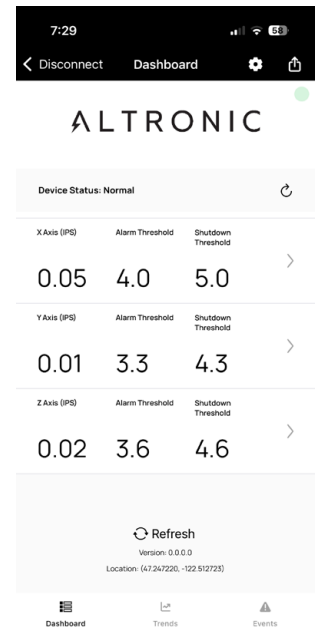 7:29
58
Disconnect Dashboard
ALTRONIC
Device Status: Normal
X Axis (IPS) Alarm Threshold Shutdown
Threshold
0.05 4.0 5.0
Y Axis (IPS) Alarm Threshold Shutdown
Threshold
0.01 3.3 4.3
Z Axis (IPS) Alarm Threshold Shutdown
Threshold
0.02 3.6 4.6
Refresh
Version: 0.0.0.0
Location: (47.247220, -122.512723)
Dashboard Trends Events